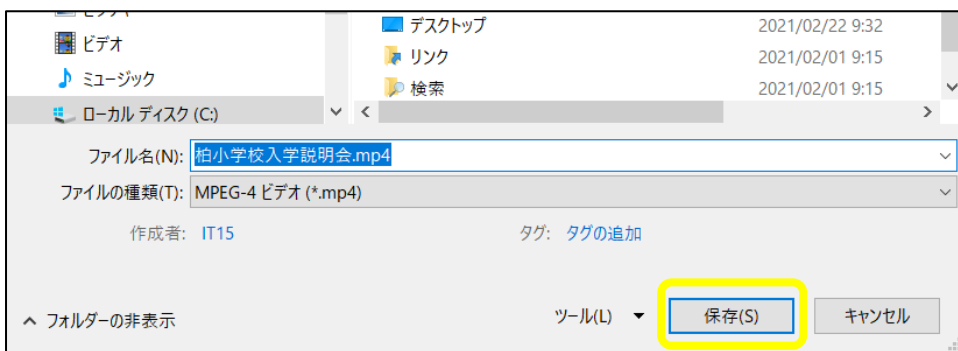 ビデオ
ミュージック
ローカル ディスク (C:)
デスクトップ 2021/02/22 9:32
リンク 2021/02/01 9:15
検索 2021/02/01 9:15
ファイル名(N): 柏小学校入学説明会.mp4
ファイルの種類(T): MPEG-4 ビデオ (*.mp4)
作成者: IT15 タグ: タグの追加
フォルダーの非表示 ツール(L) 保存(S) キャンセル